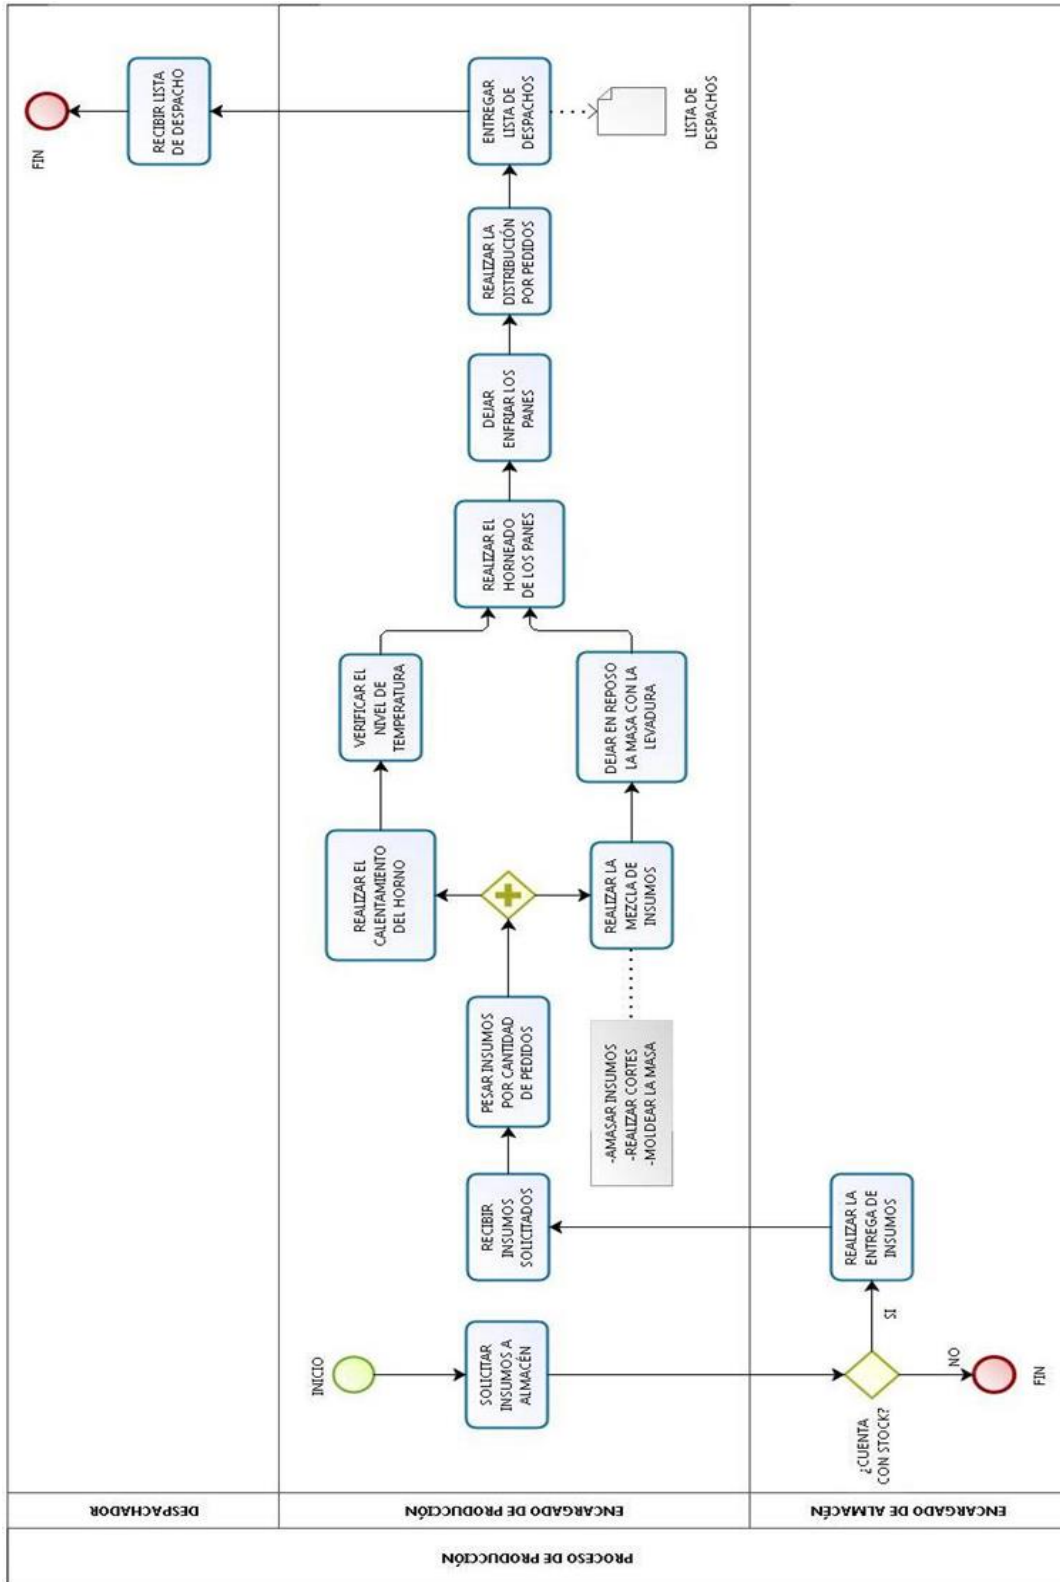 PROCESO DE PRODUCCIÓN
DESPACHADOR
ENCARGADO DE PRODUCCIÓN
ENCARGADO DE ALMACÉN
INICIO
SOLICITAR
INSUMOS A
ALMACÉN
¿CUENTA
CON STOCK?
NO
FIN
SI
REALIZAR LA
ENTREGA DE
INSUMOS
RECIBIR
INSUMOS
SOLICITADOS
PESAR INSUMOS
POR CANTIDAD
DE PEDIDOS
REALIZAR EL
CALENTAMIENTO
DEL HORNO
VERIFICAR EL
NIVEL DE
TEMPERATURA
-AMASAR INSUMOS
-REALIZAR CORTES
-MOLDEAR LA MASA
REALIZAR LA
MEZCLA DE
INSUMOS
DEJAR EN REPOSO
LA MASA CON LA
LEVADURA
REALIZAR EL
HORNEADO
DE LOS PANES
DEJAR
ENFRIAR LOS
PANES
REALIZAR LA
DISTRIBUCIÓN
POR PEDIDOS
ENTREGAR
LISTA DE
DESPACHOS
LISTA DE
DESPACHOS
RECIBIR LISTA
DE DESPACHO
FIN